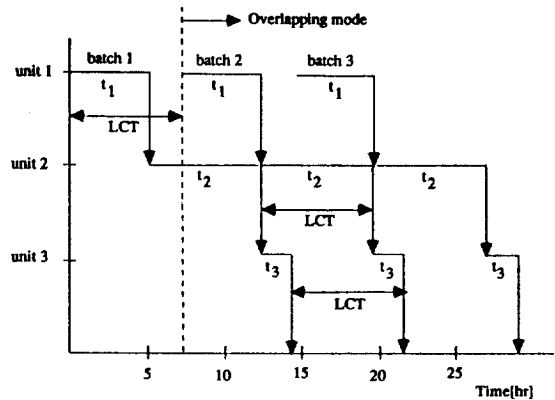 Overlapping mode
batch 1
batch 2
batch 3
unit 1
t1
t1
t1
LCT
unit 2
t2
t2
t2
LCT
unit 3
t3
t3
t3
LCT
5
10
15
20
25
Time[hr]